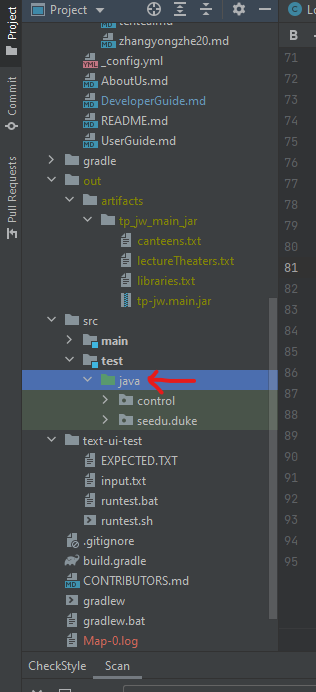 Project
Project
Commit
Pull Requests
zhangyongzhe20.md
_config.yml
AboutUs.md
DeveloperGuide.md
README.md
UserGuide.md
gradle
out
artifacts
tp_jw_main_jar
canteens.txt
lectureTheaters.txt
libraries.txt
tp-jw.main.jar
src
main
test
java
control
seedu.duke
text-ui-test
EXPECTED.TXT
input.txt
runtest.bat
runtest.sh
.gitignore
build.gradle
CONTRIBUTORS.md
gradlew
gradlew.bat
Map-0.log
C Lo
B
71
72
73
74
75
76
77
78
79
80
81
82
83
84
85
86
87
88
89
90
91
92
93
94
95
CheckStyle Scan